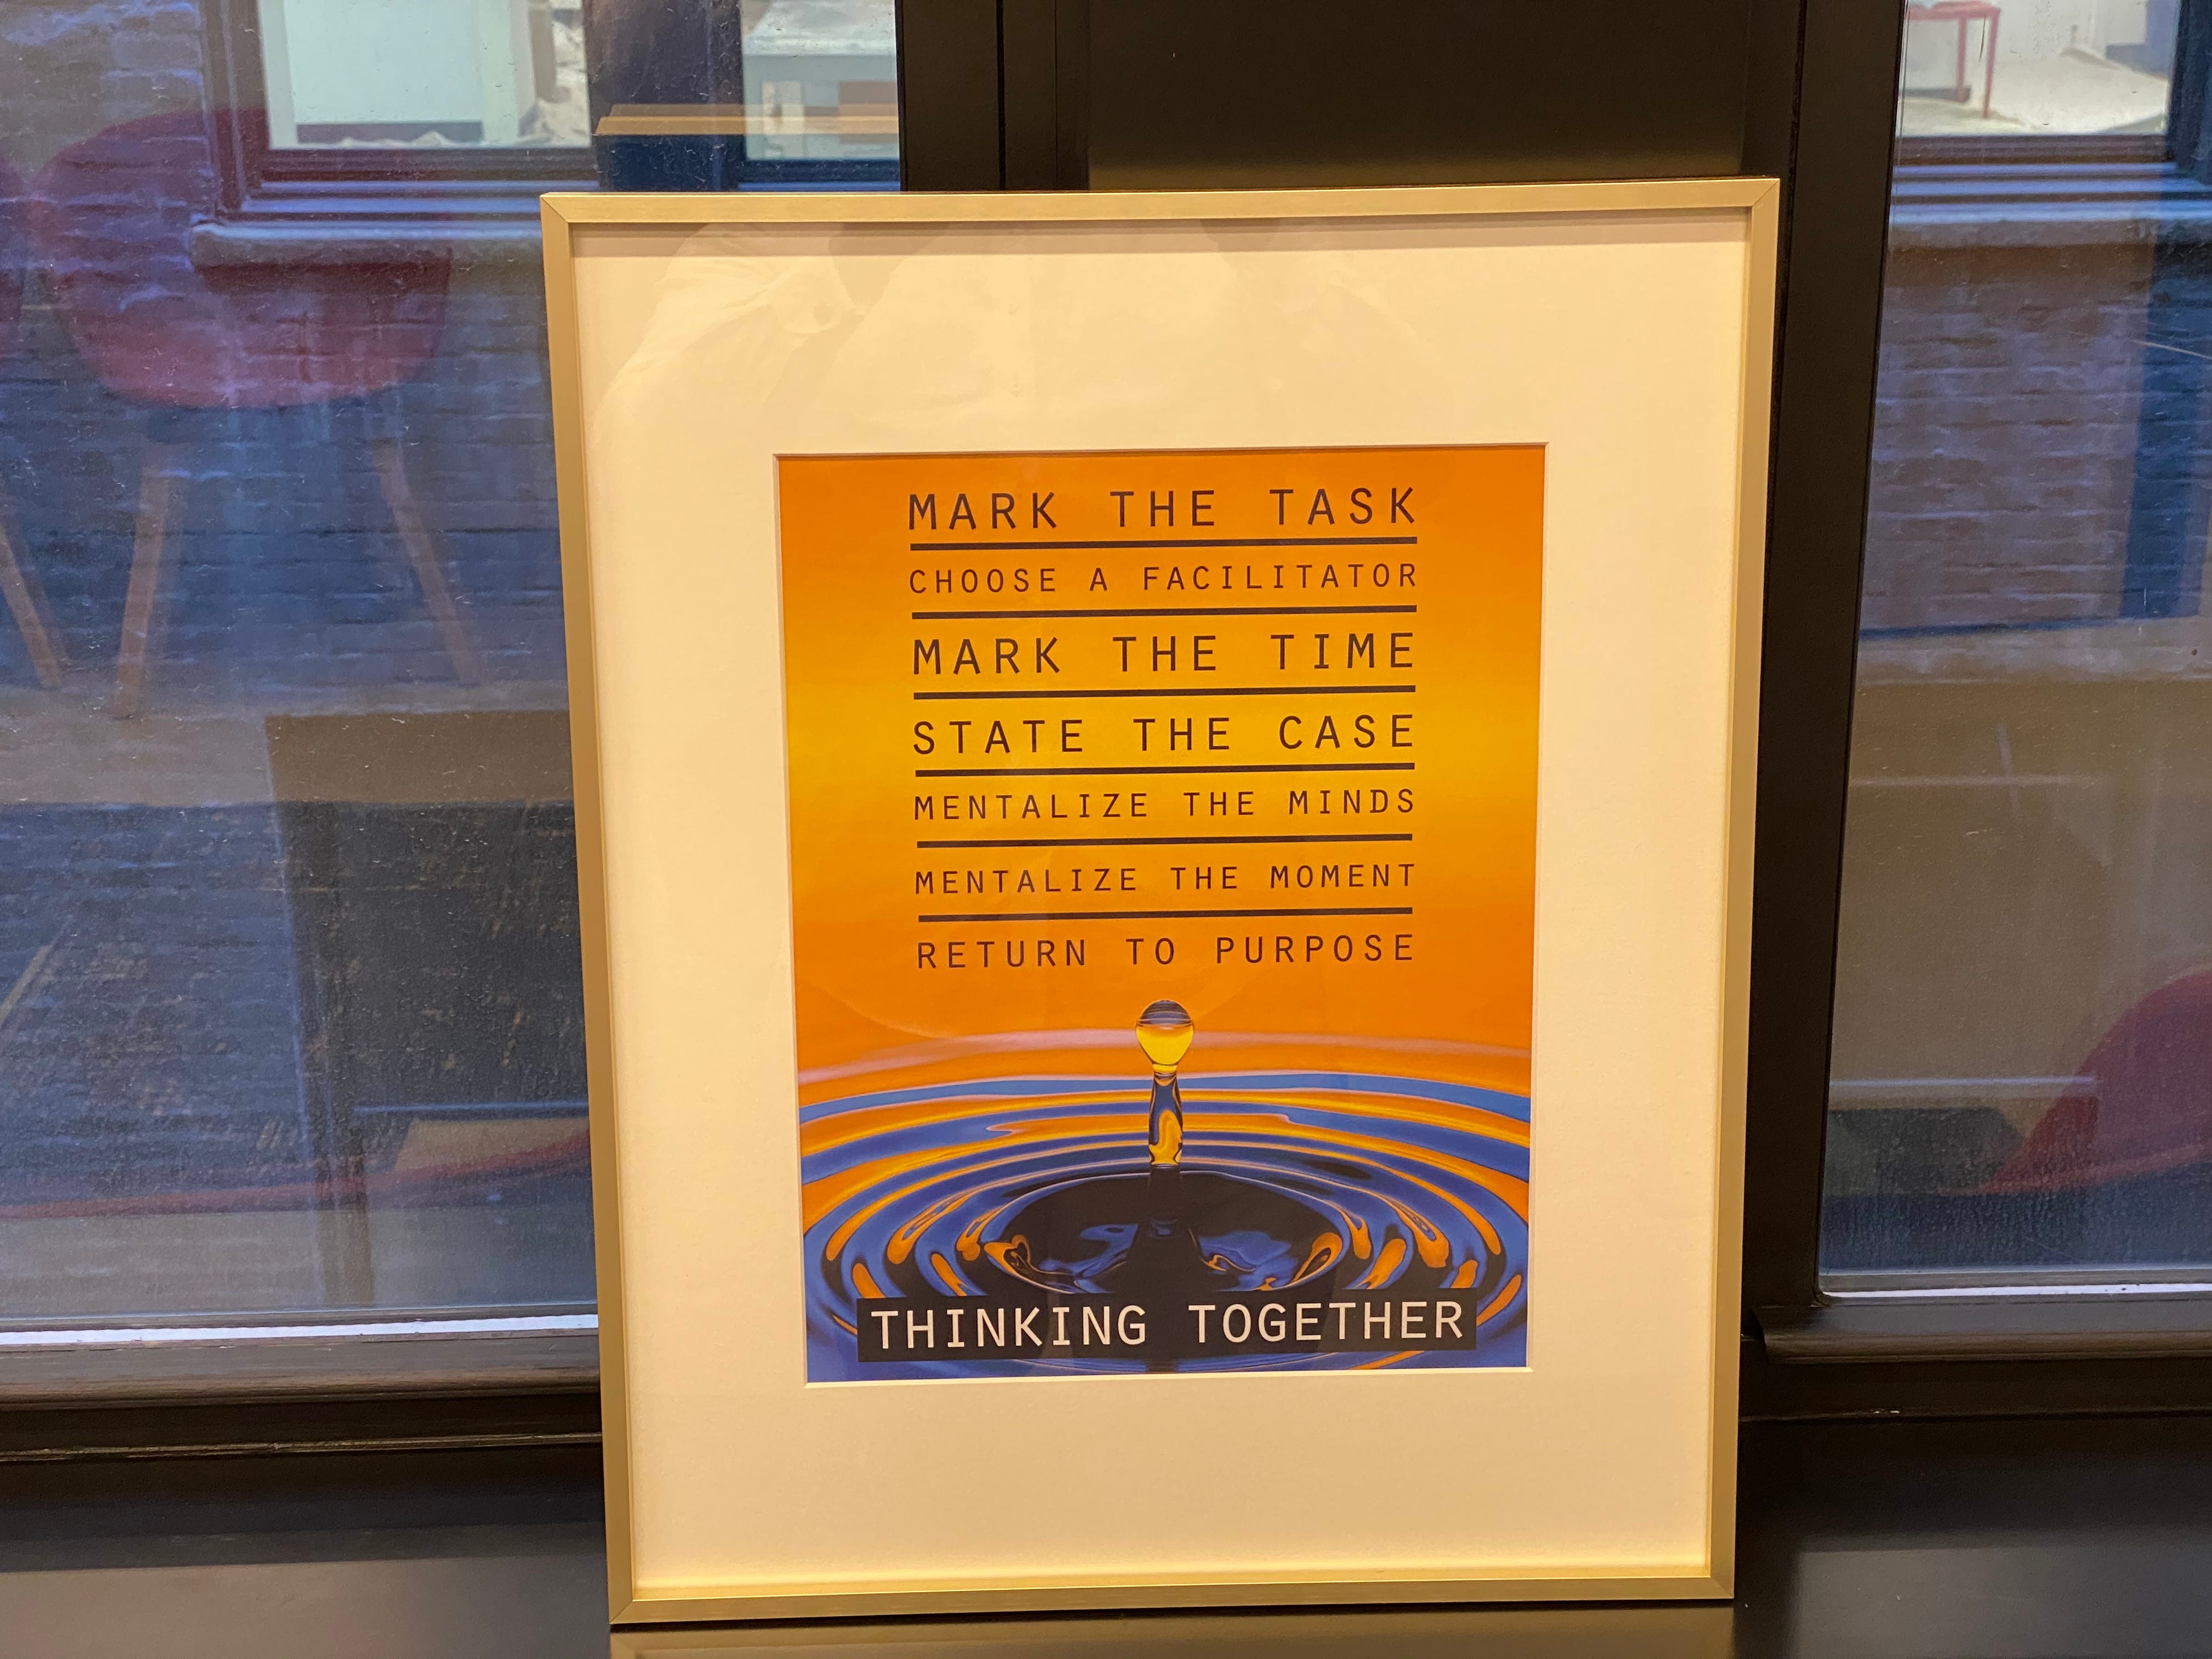 MARK THE TASK
CHOOSE A FACILITATOR
MARK THE TIME
STATE THE CASE
MENTALIZE THE MINDS
MENTALIZE THE MOMENT
RETURN TO PURPOSE
THINKING TOGETHER